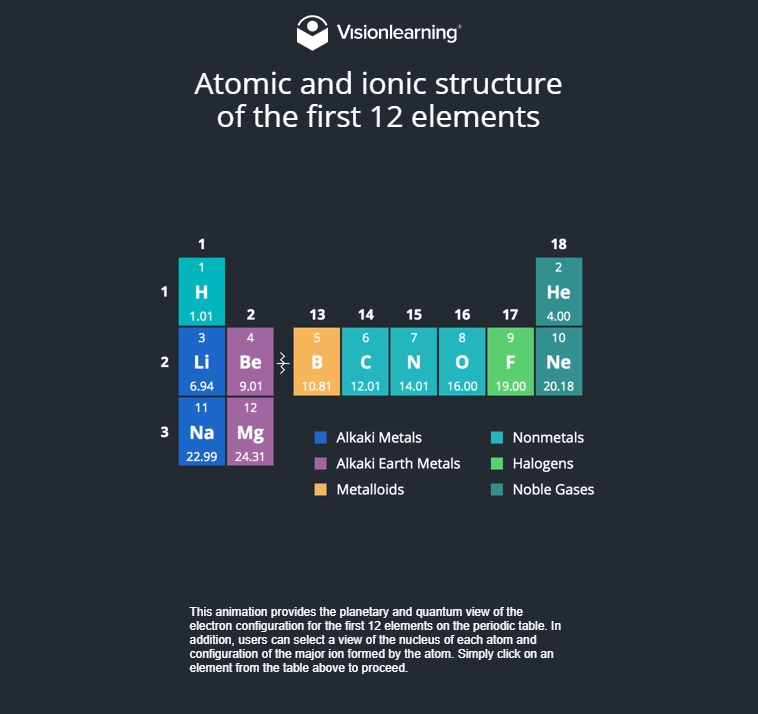 Visionlearning®
Atomic and ionic structure
of the first 12 elements
1 18
1 2
1 H He
1.01 2 4.00
13 14 15 16 17
3 4 5 6 7 8 9 10
2 Li Be B C N O F Ne
6.94 9.01 10.81 12.01 14.01 16.00 19.00 20.18
11 12
3 Na Mg
22.99 24.31
Alkaki Metals Nonmetals
Alkaki Earth Metals Halogens
Metalloids Noble Gases
This animation provides the planetary and quantum view of the
electron configuration for the first 12 elements on the periodic table. In
addition, users can select a view of the nucleus of each atom and
configuration of the major ion formed by the atom. Simply click on an
element from the table above to proceed.